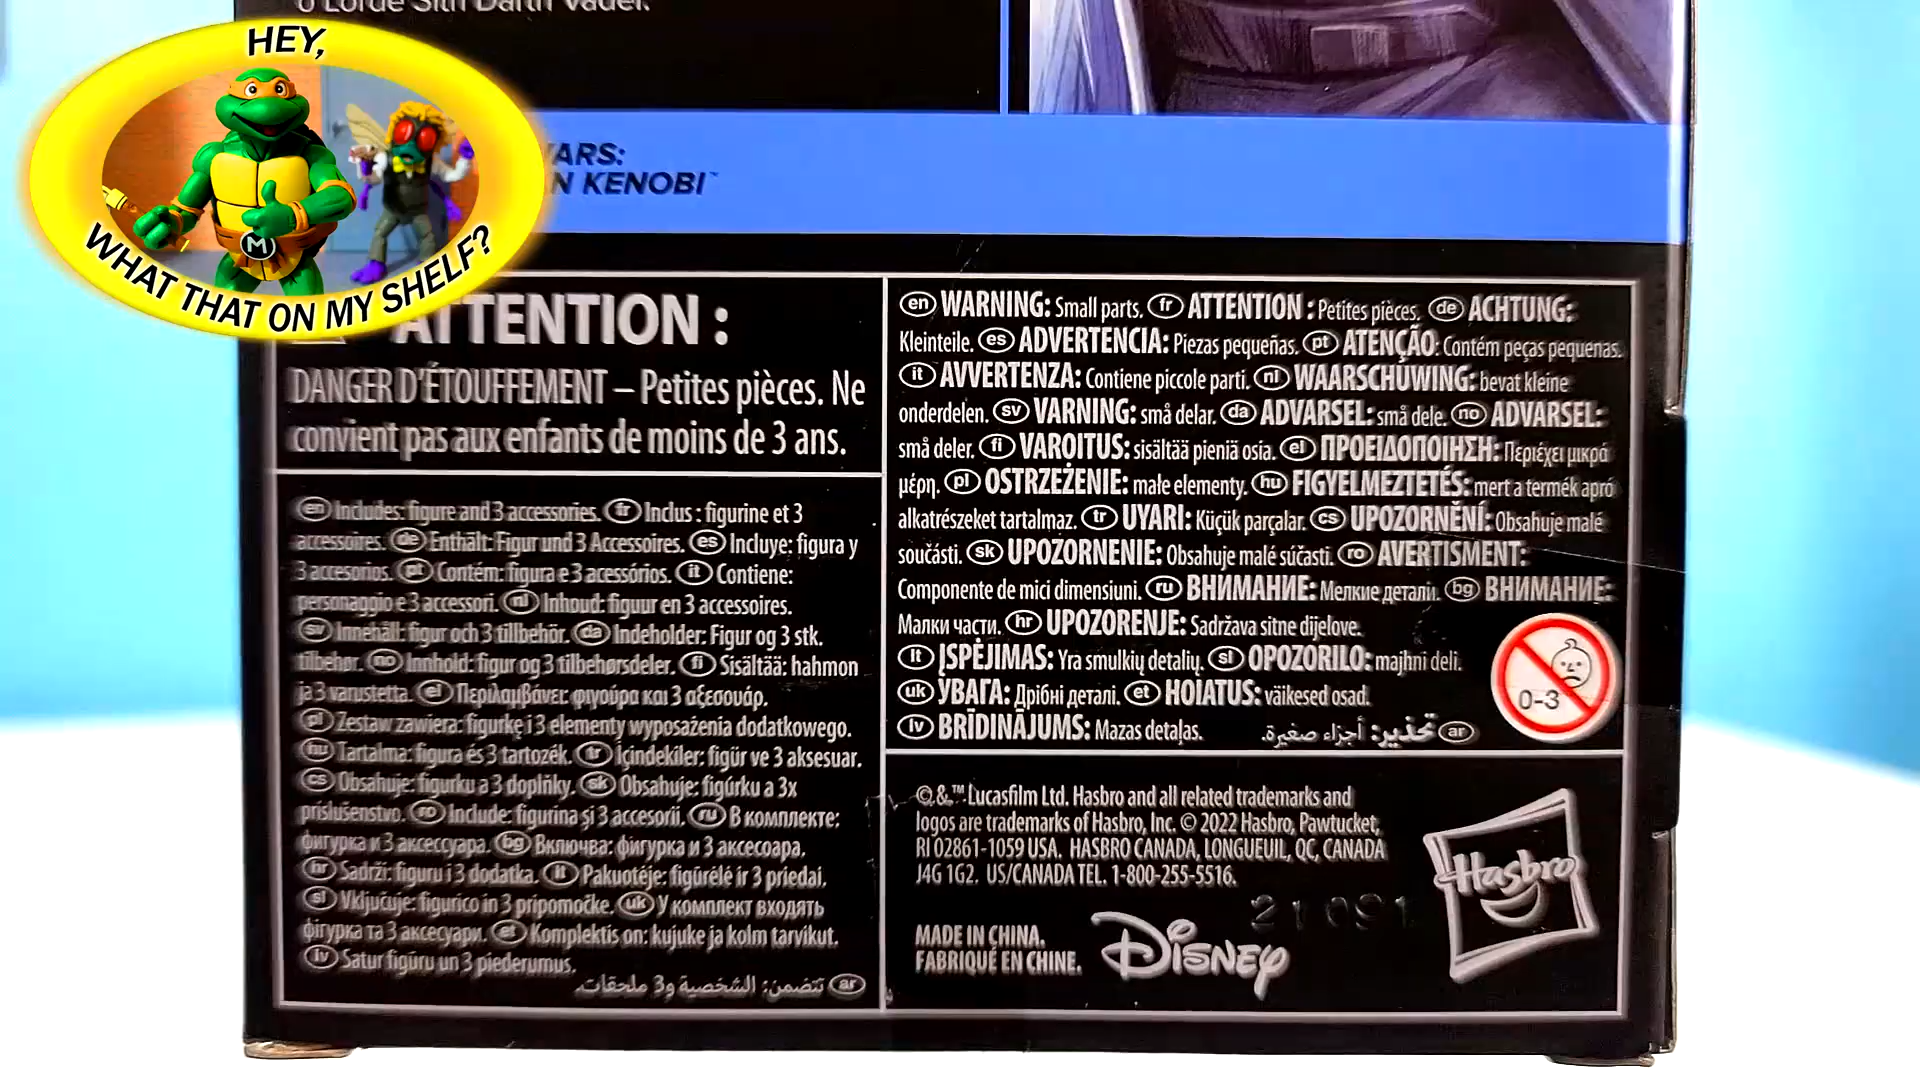 o Lorde Sith Darth Vader.
HEY,
WHAT THAT ON MY SHELF?
M
ARS:
N KENOBI™
ATTENTION :
DANGER D'ÉTOUFFEMENT – Petites pièces. Ne
convient pas aux enfants de moins de 3 ans.
en Includes: figure and 3 accessories. fr Inclus : figurine et 3
accessoires. de Enthält: Figur und 3 Accessoires. es Incluye: figura y
3 accesorios. pt Contém: figura e 3 acessórios. it Contiene:
personaggio e 3 accessori. nl Inhoud: figuur en 3 accessoires.
sv Innehåll: figur och 3 tillbehör. da Indeholder: Figur og 3 stk.
tilbehør. no Innhold: figur og 3 tilbehørsdeler. fi Sisältää: hahmon
ja 3 varustetta. el Περιλαμβάνει: φιγούρα και 3 αξεσουάρ.
pl Zestaw zawiera: figurkę i 3 elementy wyposażenia dodatkowego.
hu Tartalma: figura és 3 tartozék. tr İçindekiler: figür ve 3 aksesuar.
cs Obsahuje: figurku a 3 doplňky. sk Obsahuje: figúrku a 3x
príslušenstvo. ro Include: figurina și 3 accesorii. ru В комплекте:
фигурка и 3 аксессуара. bg Включва: фигурка и 3 аксесоара.
hr Sadrži: figuru i 3 dodatka. lt Pakuotėje: figūrėlė ir 3 priedai.
sl Vključuje: figurico in 3 pripomočke. uk У комплект входять
фігурка та 3 аксесуари. et Komplektis on: kujuke ja kolm tarvikut.
lv Satur figūru un 3 piederumus.
ar تتضمن: الشخصية و3 ملحقات.
en WARNING: Small parts. fr ATTENTION : Petites pièces. de ACHTUNG:
Kleinteile. es ADVERTENCIA: Piezas pequeñas. pt ATENÇÃO: Contém peças pequenas.
it AVVERTENZA: Contiene piccole parti. nl WAARSCHUWING: bevat kleine
onderdelen. sv VARNING: små delar. da ADVARSEL: små dele. no ADVARSEL:
små deler. fi VAROITUS: sisältää pieniä osia. el ΠΡΟΕΙΔΟΠΟΙΗΣΗ: Περιέχει μικρά
μέρη. pl OSTRZEŻENIE: małe elementy. hu FIGYELMEZTETÉS: mert a termék apró
alkatrészeket tartalmaz. tr UYARI: Küçük parçalar. cs UPOZORNĚNÍ: Obsahuje malé
součásti. sk UPOZORNENIE: Obsahuje malé súčasti. ro AVERTISMENT:
Componente de mici dimensiuni. ru ВНИМАНИЕ: Мелкие детали. bg ВНИМАНИЕ:
Малки части. hr UPOZORENJE: Sadržava sitne dijelove.
lt ĮSPĖJIMAS: Yra smulkių detalių. sl OPOZORILO: majhni deli.
uk УВАГА: Дрібні деталі. et HOIATUS: väikesed osad.
lv BRĪDINĀJUMS: Mazas detaļas. ar تحذير: أجزاء صغيرة.
0-3
©&™ Lucasfilm Ltd. Hasbro and all related trademarks and
logos are trademarks of Hasbro, Inc. © 2022 Hasbro, Pawtucket,
RI 02861-1059 USA. HASBRO CANADA, LONGUEUIL, QC, CANADA
J4G 1G2. US/CANADA TEL. 1-800-255-5516.
21091
MADE IN CHINA.
FABRIQUÉ EN CHINE.
DISNEY
Hasbro